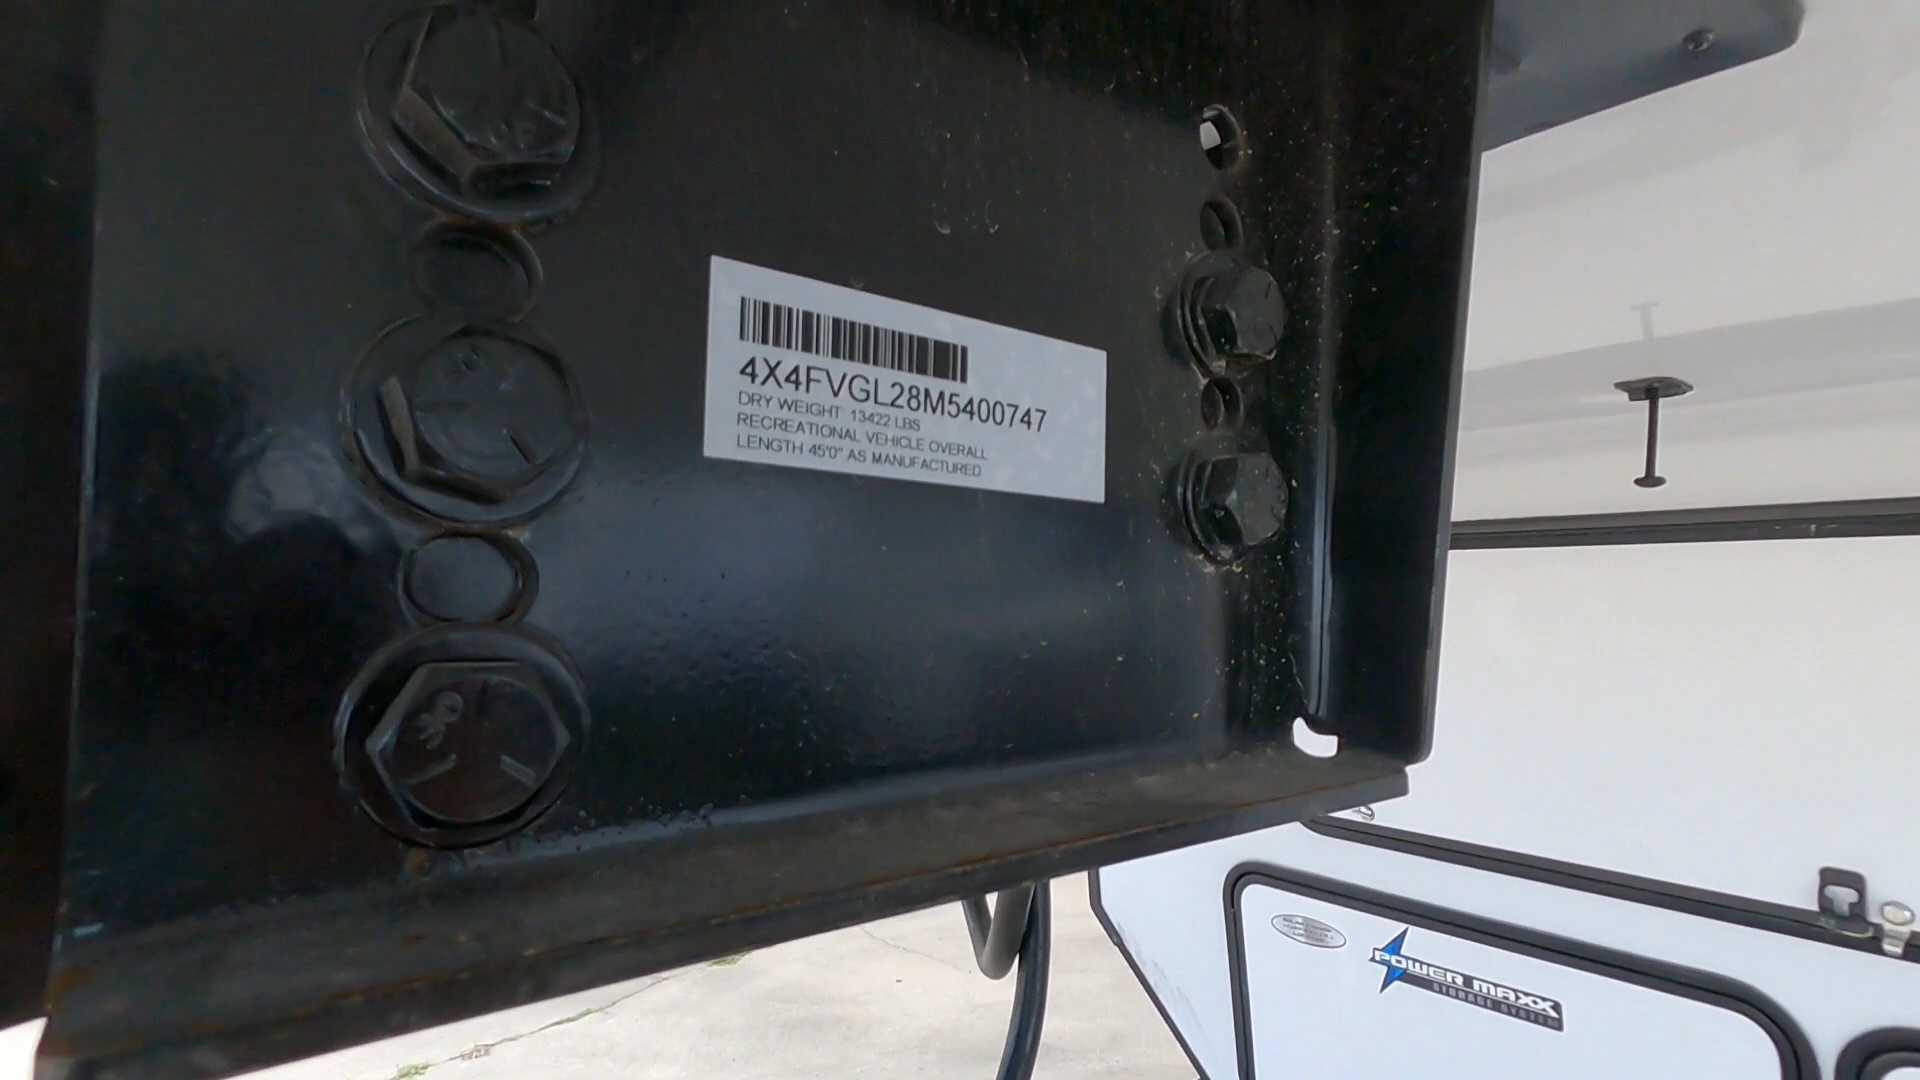 4X4FVGL28M5400747
DRY WEIGHT 13422 LBS
RECREATIONAL VEHICLE OVERALL
LENGTH 45'0" AS MANUFACTURED
POWER MAXX
STORAGE SYSTEM